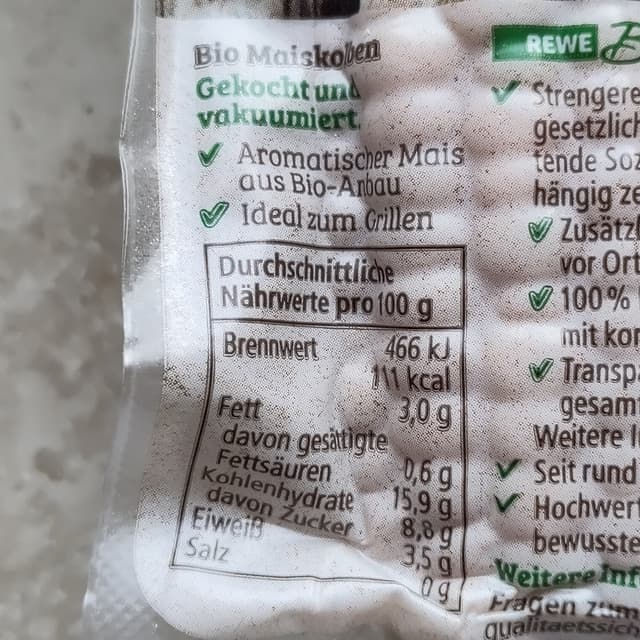 Bio Maiskolben
Gekocht und
vakuumiert.
Aromatischer Mais
aus Bio-Anbau
Ideal zum Grillen
Durchschnittliche
Nährwerte pro 100 g
Brennwert 466 kJ
111 kcal
Fett 3,0 g
davon gesättigte
Fettsäuren 0,6 g
Kohlenhydrate 15,9 g
davon Zucker 8,8 g
Eiweiß 3,5 g
Salz 0 g
REWE B
Strengere
gesetzlich
tende Soz
hängig ze
Zusätzl
vor Ort
100 %
mit kon
Transpa
gesamt
Weitere I
Seit rund
Hochwert
bewusste
Weitere Inf
Fragen zum
qualitaetssich